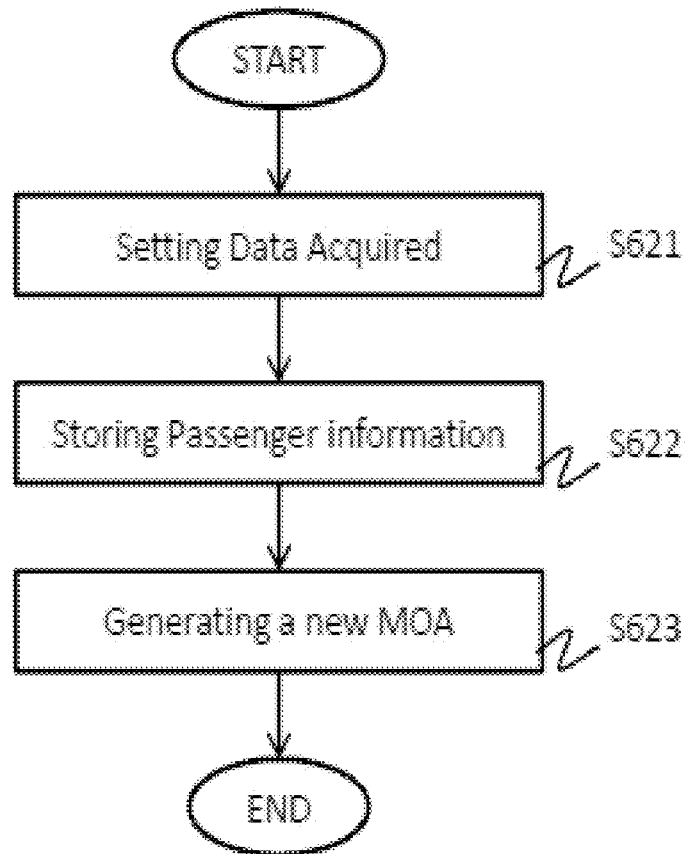 START
Setting Data Acquired
S621
Storing Passenger information
S622
Generating a new MOA
S623
END